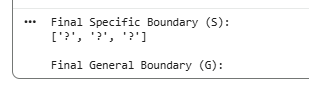 Final Specific Boundary (S):
['?', '?', '?']
Final General Boundary (G):